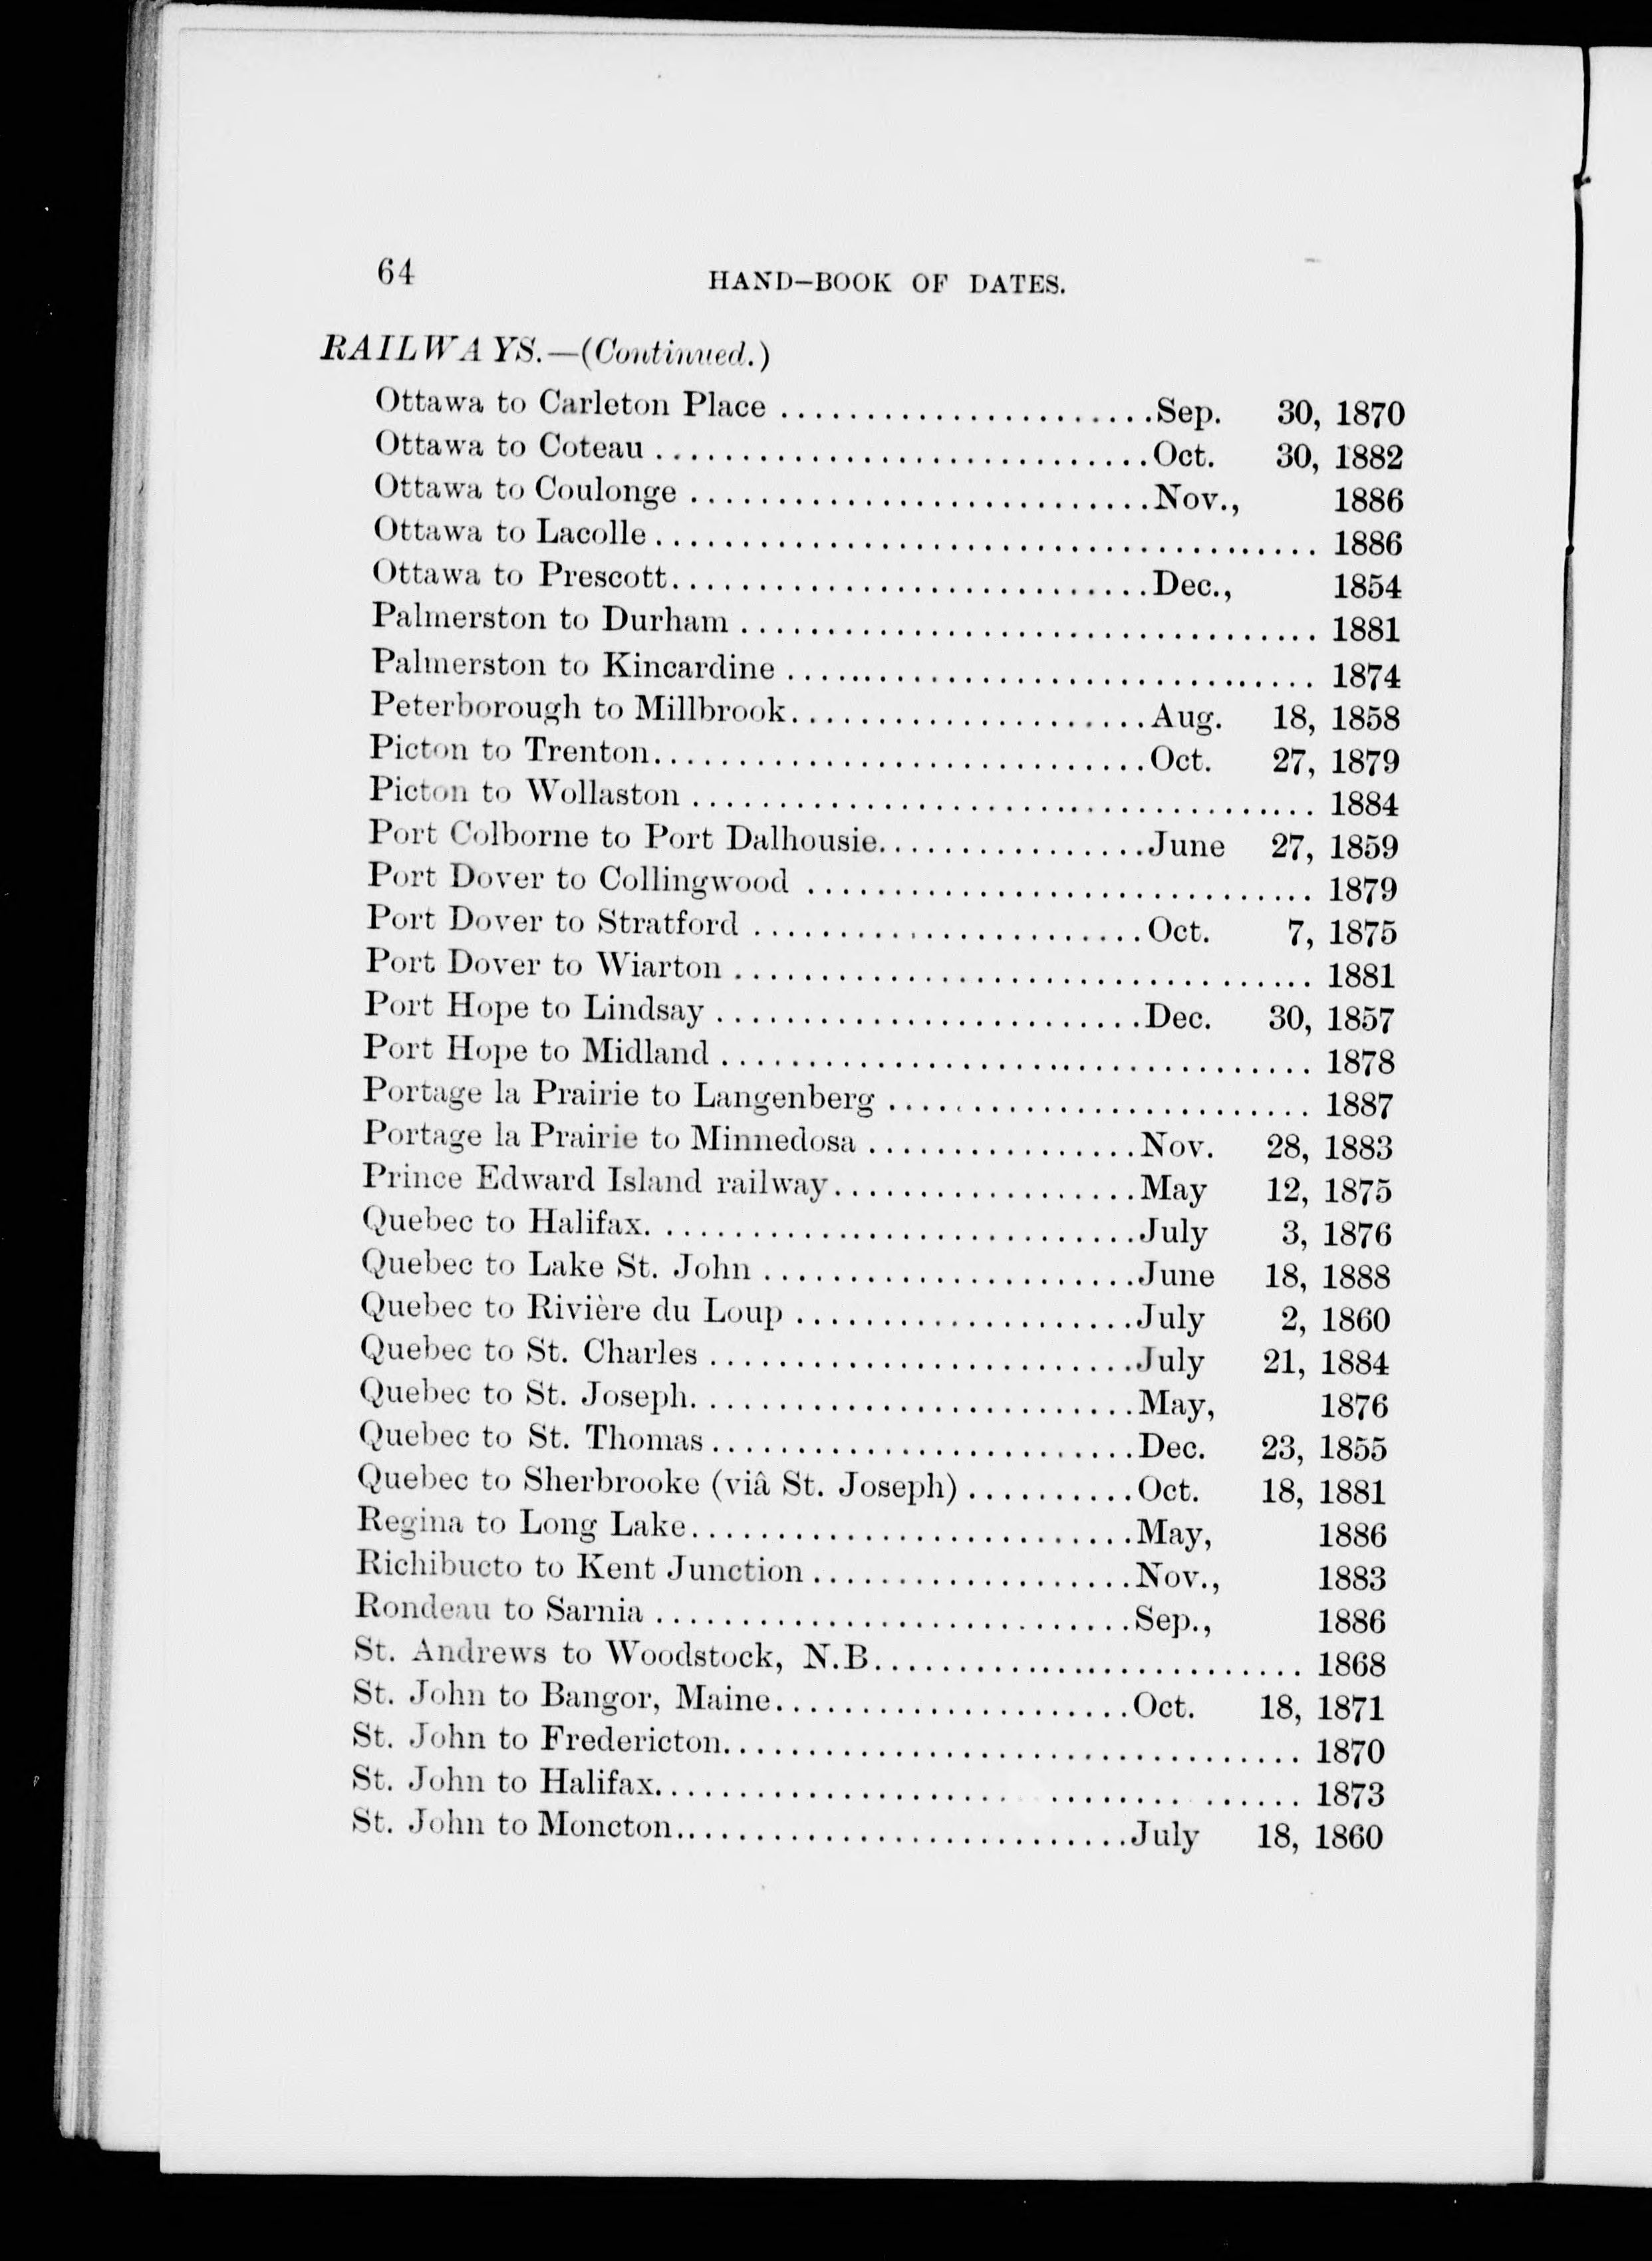 64 HAND-BOOK OF DATES.
RAILWAYS.—(Continued.)
Ottawa to Carleton Place ........................Sep. 30, 1870
Ottawa to Coteau ..............................Oct. 30, 1882
Ottawa to Coulonge ............................Nov., 1886
Ottawa to Lacolle ........................................ 1886
Ottawa to Prescott..............................Dec., 1854
Palmerston to Durham .................................... 1881
Palmerston to Kincardine ................................. 1874
Peterborough to Millbrook......................Aug. 18, 1858
Picton to Trenton..............................Oct. 27, 1879
Picton to Wollaston ...................................... 1884
Port Colborne to Port Dalhousie.................June 27, 1859
Port Dover to Collingwood ............................... 1879
Port Dover to Stratford ........................Oct. 7, 1875
Port Dover to Wiarton ................................... 1881
Port Hope to Lindsay ..........................Dec. 30, 1857
Port Hope to Midland .................................... 1878
Portage la Prairie to Langenberg .......................... 1887
Portage la Prairie to Minnedosa .................Nov. 28, 1883
Prince Edward Island railway...................May 12, 1875
Quebec to Halifax..............................July 3, 1876
Quebec to Lake St. John .......................June 18, 1888
Quebec to Rivière du Loup .....................July 2, 1860
Quebec to St. Charles ..........................July 21, 1884
Quebec to St. Joseph...........................May, 1876
Quebec to St. Thomas ..........................Dec. 23, 1855
Quebec to Sherbrooke (viâ St. Joseph) ..........Oct. 18, 1881
Regina to Long Lake...........................May, 1886
Richibucto to Kent Junction ....................Nov., 1883
Rondeau to Sarnia .............................Sep., 1886
St. Andrews to Woodstock, N.B........................... 1868
St. John to Bangor, Maine......................Oct. 18, 1871
St. John to Fredericton................................... 1870
St. John to Halifax....................................... 1873
St. John to Moncton............................July 18, 1860